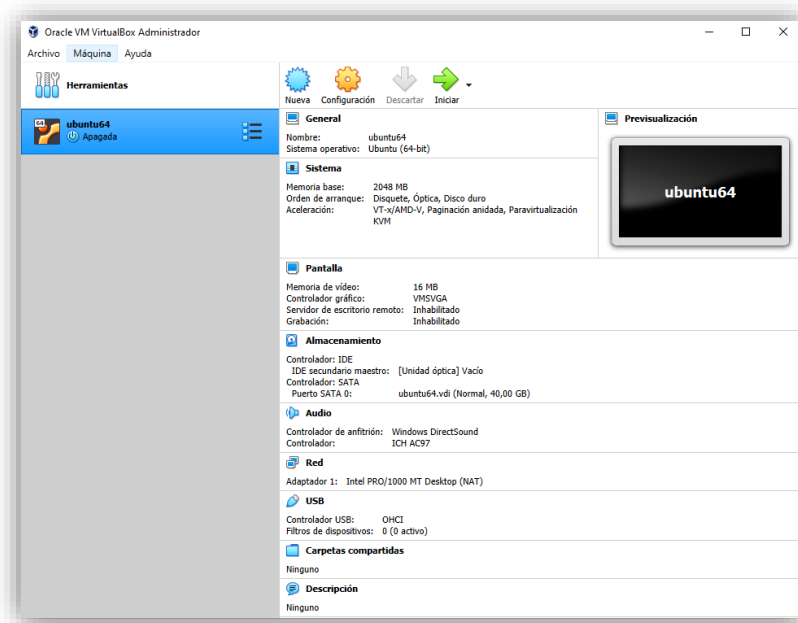 Oracle VM VirtualBox Administrador
Archivo Máquina Ayuda
Herramientas
Nueva Configuración Descartar Iniciar
64
ubuntu64
Apagada
General
Nombre: ubuntu64
Sistema operativo: Ubuntu (64-bit)
Previsualización
ubuntu64
Sistema
Memoria base: 2048 MB
Orden de arranque: Disquete, Óptica, Disco duro
Aceleración: VT-x/AMD-V, Paginación anidada, Paravirtualización
KVM
Pantalla
Memoria de vídeo: 16 MB
Controlador gráfico: VMSVGA
Servidor de escritorio remoto: Inhabilitado
Grabación: Inhabilitado
Almacenamiento
Controlador: IDE
IDE secundario maestro: [Unidad óptica] Vacío
Controlador: SATA
Puerto SATA 0: ubuntu64.vdi (Normal, 40,00 GB)
Audio
Controlador de anfitrión: Windows DirectSound
Controlador: ICH AC97
Red
Adaptador 1: Intel PRO/1000 MT Desktop (NAT)
USB
Controlador USB: OHCI
Filtros de dispositivos: 0 (0 activo)
Carpetas compartidas
Ninguno
Descripción
Ninguno